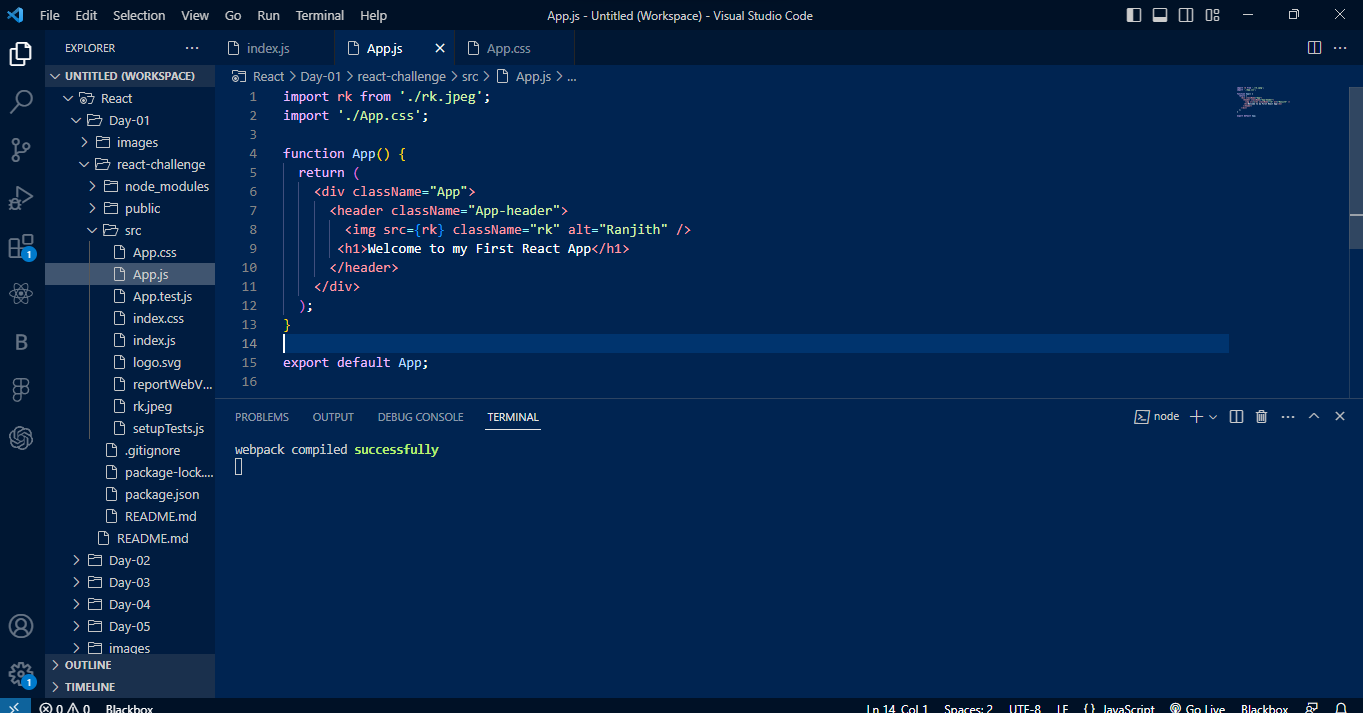 File Edit Selection View Go Run Terminal Help
App.js - Untitled (Workspace) - Visual Studio Code
EXPLORER
UNTITLED (WORKSPACE)
React
Day-01
images
react-challenge
node_modules
public
src
App.css
App.js
App.test.js
index.css
index.js
logo.svg
reportWebV...
rk.jpeg
setupTests.js
.gitignore
package-lock....
package.json
README.md
README.md
Day-02
Day-03
Day-04
Day-05
images
OUTLINE
TIMELINE
1
B
1
index.js App.js App.css
React > Day-01 > react-challenge > src > App.js > ...
1 import rk from './rk.jpeg';
2 import './App.css';
3
4 function App() {
5 return (
6 <div className="App">
7 <header className="App-header">
8 <img src={rk} className="rk" alt="Ranjith" />
9 <h1>Welcome to my First React App</h1>
10 </header>
11 </div>
12 );
13 }
14
15 export default App;
16
PROBLEMS OUTPUT DEBUG CONSOLE TERMINAL
node
webpack compiled successfully
0 0 Blackbox
Ln 14, Col 1 Spaces: 2 UTF-8 LF {} JavaScript Go Live Blackbox